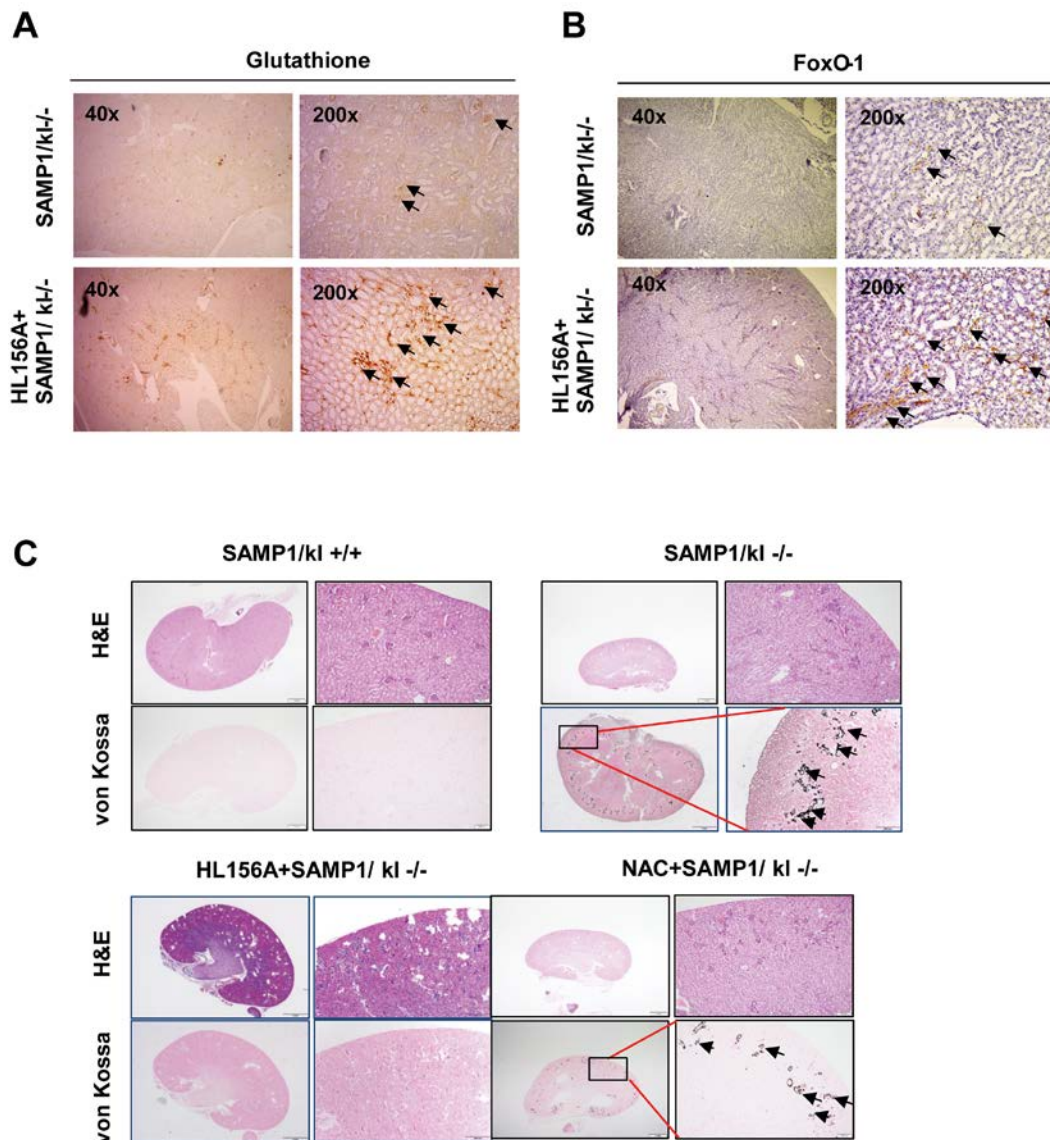 A
Glutathione
SAMP1/kl-/-
40x
200x
HL156A+
SAMP1/ kl-/-
40x
200x
B
FoxO-1
SAMP1/kl-/-
40x
200x
HL156A+
SAMP1/ kl-/-
40x
200x
C
SAMP1/kl +/+
SAMP1/kl -/-
H&E
von Kossa
HL156A+SAMP1/ kl -/-
NAC+SAMP1/ kl -/-
H&E
von Kossa